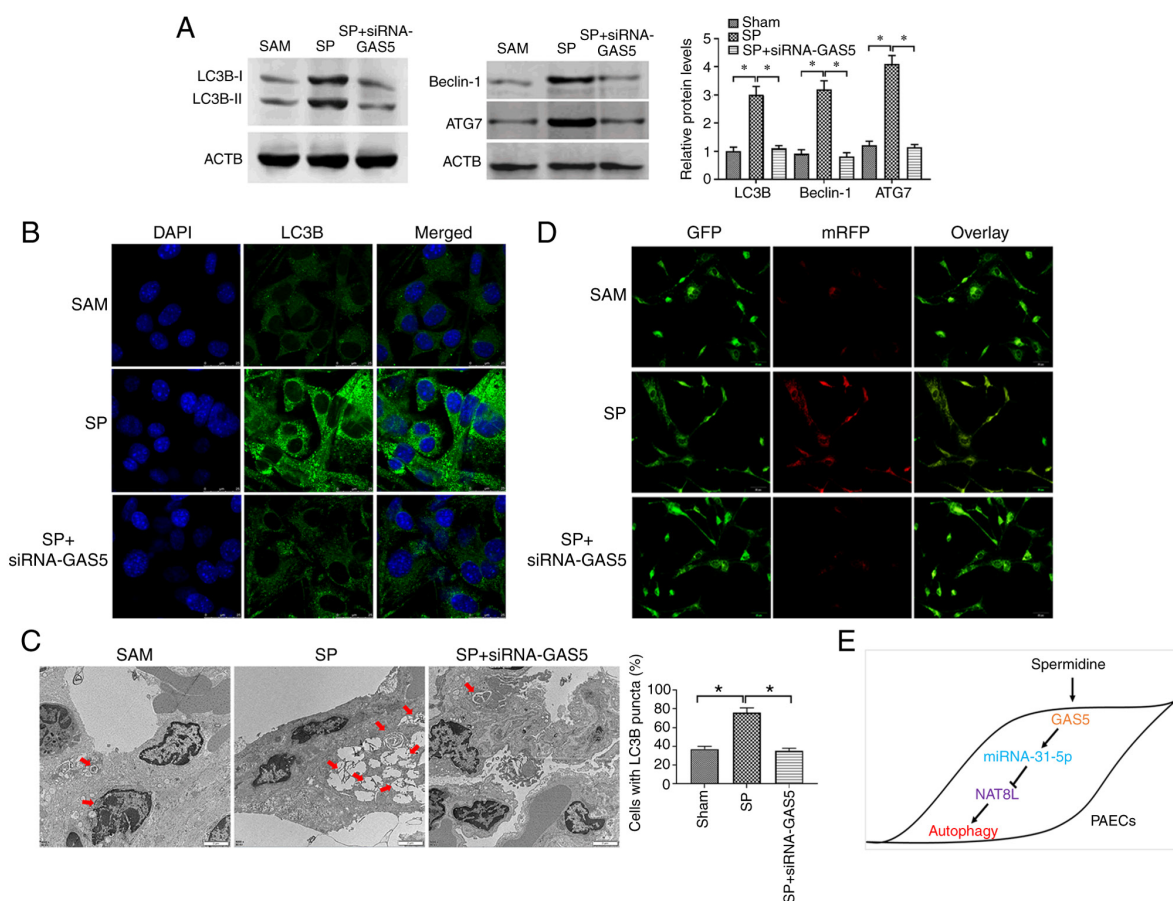 A
SAM
SP
SP+siRNA-
GAS5
LC3B-I
LC3B-II
ACTB
SAM
SP
SP+siRNA-
GAS5
Beclin-1
ATG7
ACTB
Sham
SP
SP+siRNA-GAS5
Relative protein levels
5
4
3
2
1
0
* * * * * *
LC3B Beclin-1 ATG7
B
DAPI LC3B Merged
SAM
SP
SP+
siRNA-GAS5
D
GFP mRFP Overlay
SAM
SP
SP+
siRNA-GAS5
C
SAM SP SP+siRNA-GAS5
Cells with LC3B puncta (%)
100
80
60
40
20
0
* *
Sham
SP
SP+siRNA-GAS5
E
Spermidine
GAS5
miRNA-31-5p
NAT8L
Autophagy
PAECs